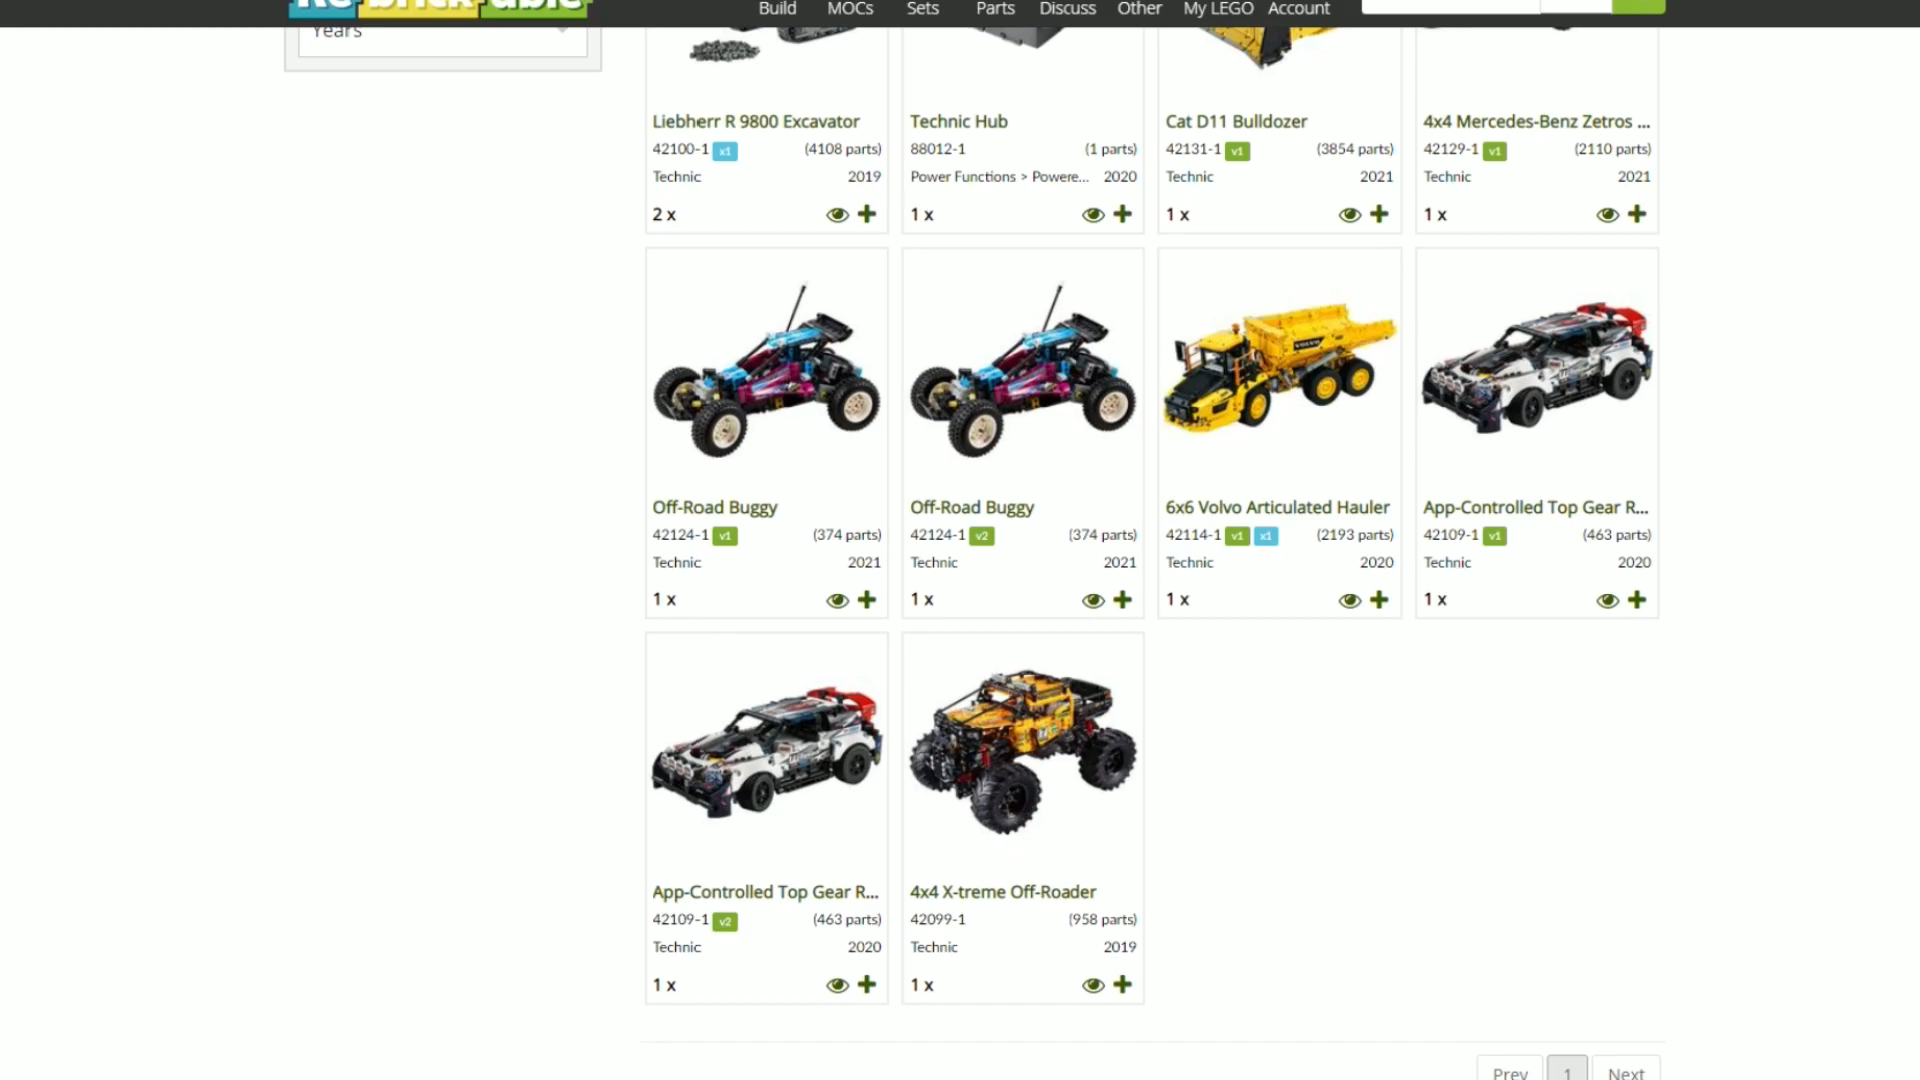 Re brick able
Build MOCs Sets Parts Discuss Other My LEGO Account
Years
Liebherr R 9800 Excavator
42100-1 x1 (4108 parts)
Technic 2019
2 x
Technic Hub
88012-1 (1 parts)
Power Functions > Powere... 2020
1 x
Cat D11 Bulldozer
42131-1 v1 (3854 parts)
Technic 2021
1 x
4x4 Mercedes-Benz Zetros ...
42129-1 v1 (2110 parts)
Technic 2021
1 x
Off-Road Buggy
42124-1 v1 (374 parts)
Technic 2021
1 x
Off-Road Buggy
42124-1 v2 (374 parts)
Technic 2021
1 x
VOLVO
6x6 Volvo Articulated Hauler
42114-1 v1 x1 (2193 parts)
Technic 2020
1 x
App-Controlled Top Gear R...
42109-1 v1 (463 parts)
Technic 2020
1 x
App-Controlled Top Gear R...
42109-1 v2 (463 parts)
Technic 2020
1 x
4x4 X-treme Off-Roader
42099-1 (958 parts)
Technic 2019
1 x
Prev 1 Next